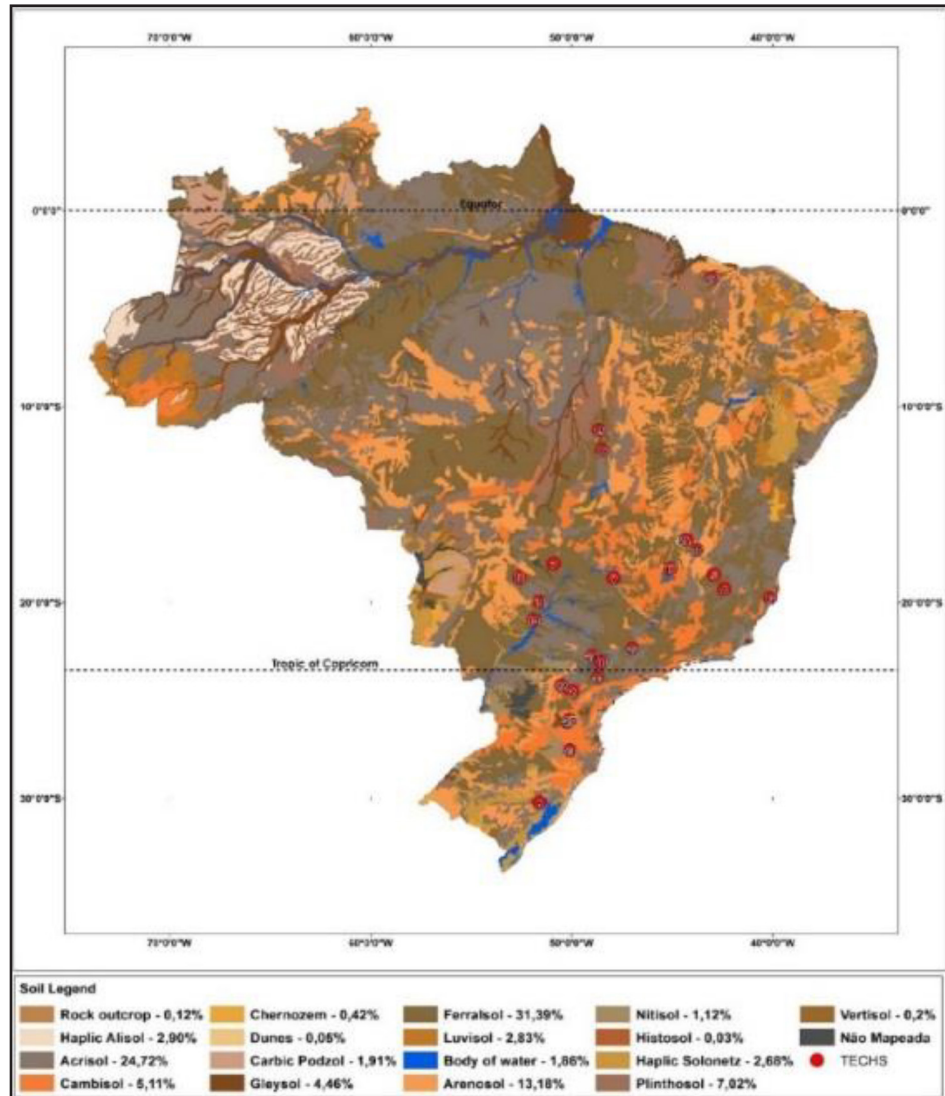 70°0'0"W 60°0'0"W 50°0'0"W 40°0'0"W
Equator
0°0'0" 0°0'0"
10°0'0"S 10°0'0"S
20°0'0"S 20°0'0"S
Tropic of Capricorn
30°0'0"S 30°0'0"S
70°0'0"W 60°0'0"W 50°0'0"W 40°0'0"W
Soil Legend
Rock outcrop - 0,12% Chernozem - 0,42% Ferralsol - 31,39% Nitisol - 1,12% Vertisol - 0,2%
Haplic Alisol - 2,90% Dunes - 0,05% Luvisol - 2,83% Histosol - 0,03% Não Mapeada
Acrisol - 24,72% Carbic Podzol - 1,91% Body of water - 1,86% Haplic Solonetz - 2,68% TECHS
Cambisol - 5,11% Gleysol - 4,46% Arenosol - 13,18% Plinthosol - 7,02%